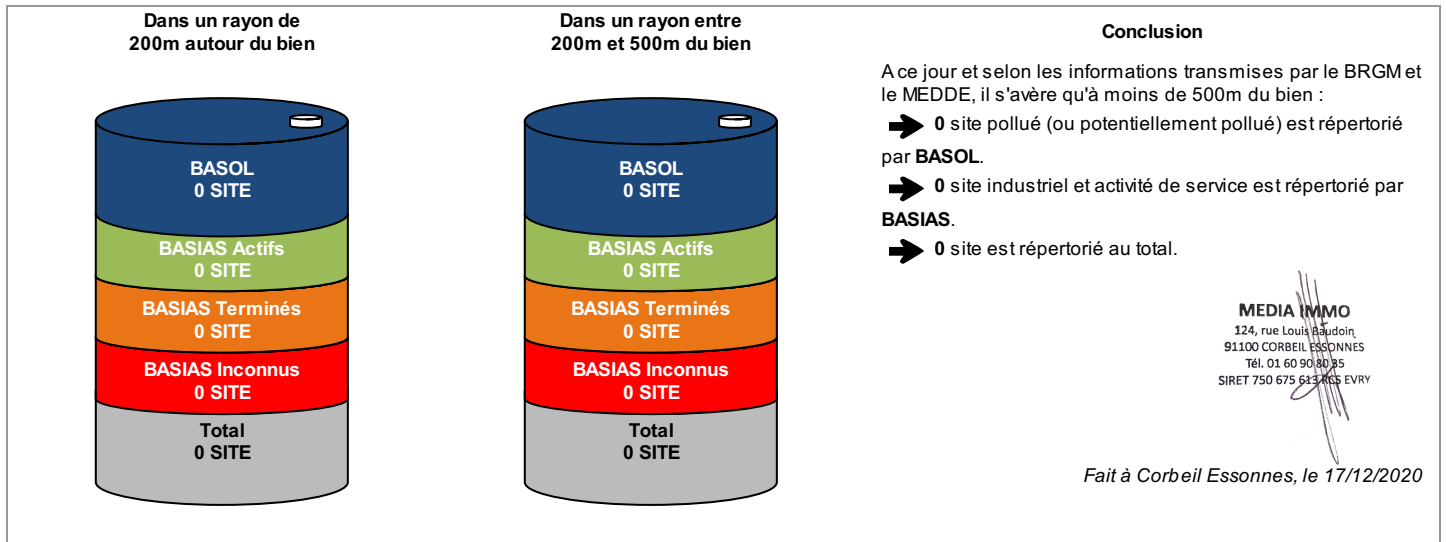 Dans un rayon de
200m autour du bien
BASOL
0 SITE
BASIAS Actifs
0 SITE
BASIAS Terminés
0 SITE
BASIAS Inconnus
0 SITE
Total
0 SITE
Dans un rayon entre
200m et 500m du bien
BASOL
0 SITE
BASIAS Actifs
0 SITE
BASIAS Terminés
0 SITE
BASIAS Inconnus
0 SITE
Total
0 SITE
Conclusion
A ce jour et selon les informations transmises par le BRGM et
le MEDDE, il s'avère qu'à moins de 500m du bien :
0 site pollué (ou potentiellement pollué) est répertorié
par BASOL.
0 site industriel et activité de service est répertorié par
BASIAS.
0 site est répertorié au total.
MEDIA IMMO
124, rue Louis Baudoin
91100 CORBEIL ESSONNES
Tél. 01 60 90 80 85
SIRET 750 675 613 RCS EVRY
Fait à Corbeil Essonnes, le 17/12/2020